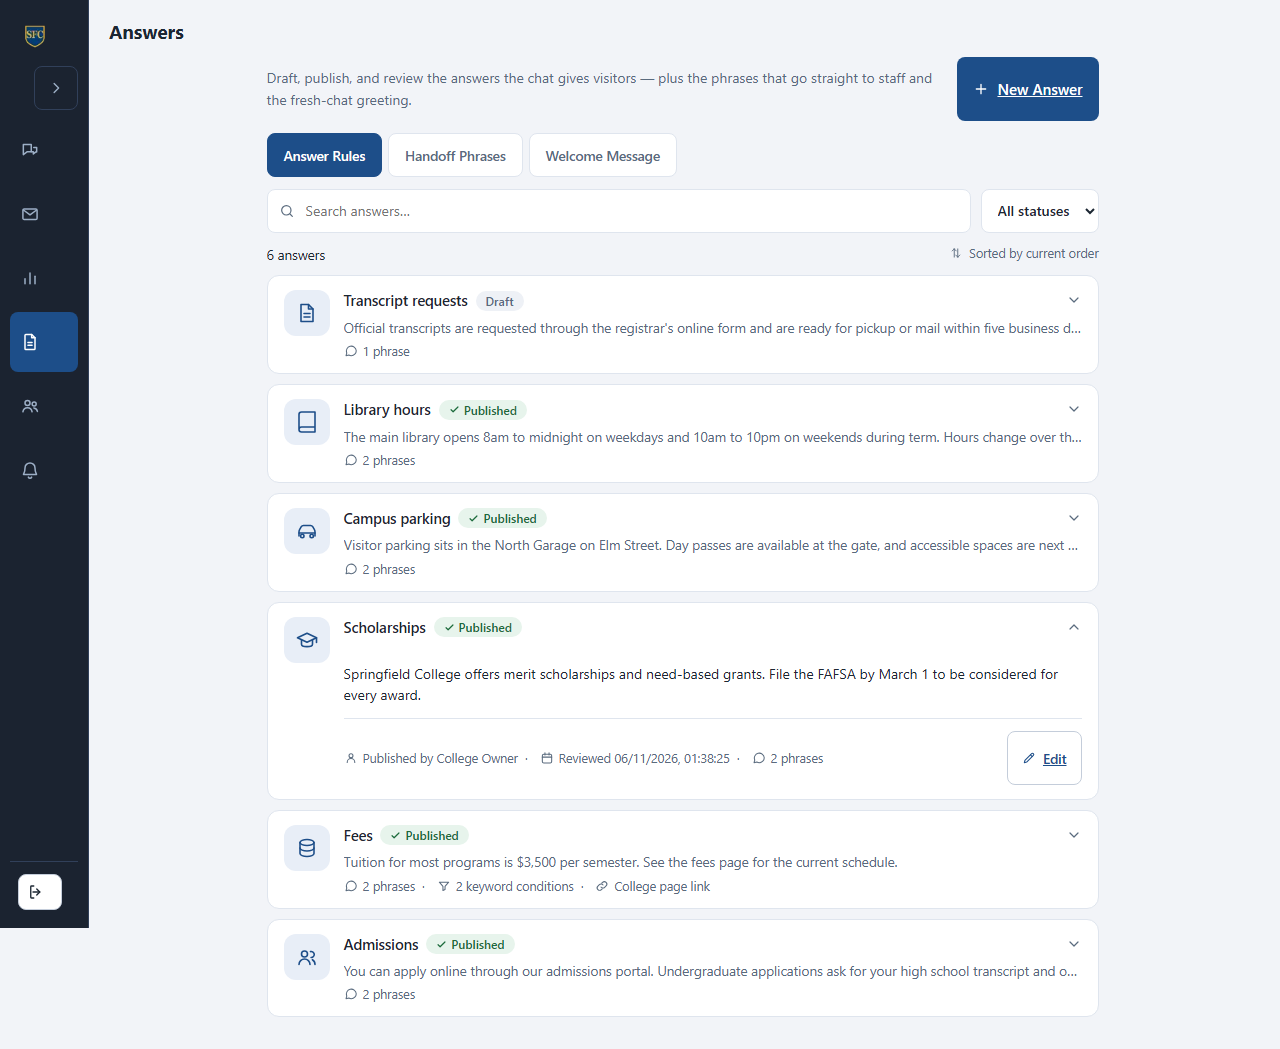 SFC
Answers
Draft, publish, and review the answers the chat gives visitors — plus the phrases that go straight to staff and
the fresh-chat greeting.
New Answer
Answer Rules
Handoff Phrases
Welcome Message
Search answers...
All statuses
6 answers
Sorted by current order
Transcript requests
Draft
Official transcripts are requested through the registrar's online form and are ready for pickup or mail within five business d...
1 phrase
Library hours
Published
The main library opens 8am to midnight on weekdays and 10am to 10pm on weekends during term. Hours change over th...
2 phrases
Campus parking
Published
Visitor parking sits in the North Garage on Elm Street. Day passes are available at the gate, and accessible spaces are next ...
2 phrases
Scholarships
Published
Springfield College offers merit scholarships and need-based grants. File the FAFSA by March 1 to be considered for
every award.
Published by College Owner · Reviewed 06/11/2026, 01:38:25 · 2 phrases
Edit
Fees
Published
Tuition for most programs is $3,500 per semester. See the fees page for the current schedule.
2 phrases · 2 keyword conditions · College page link
Admissions
Published
You can apply online through our admissions portal. Undergraduate applications ask for your high school transcript and o...
2 phrases